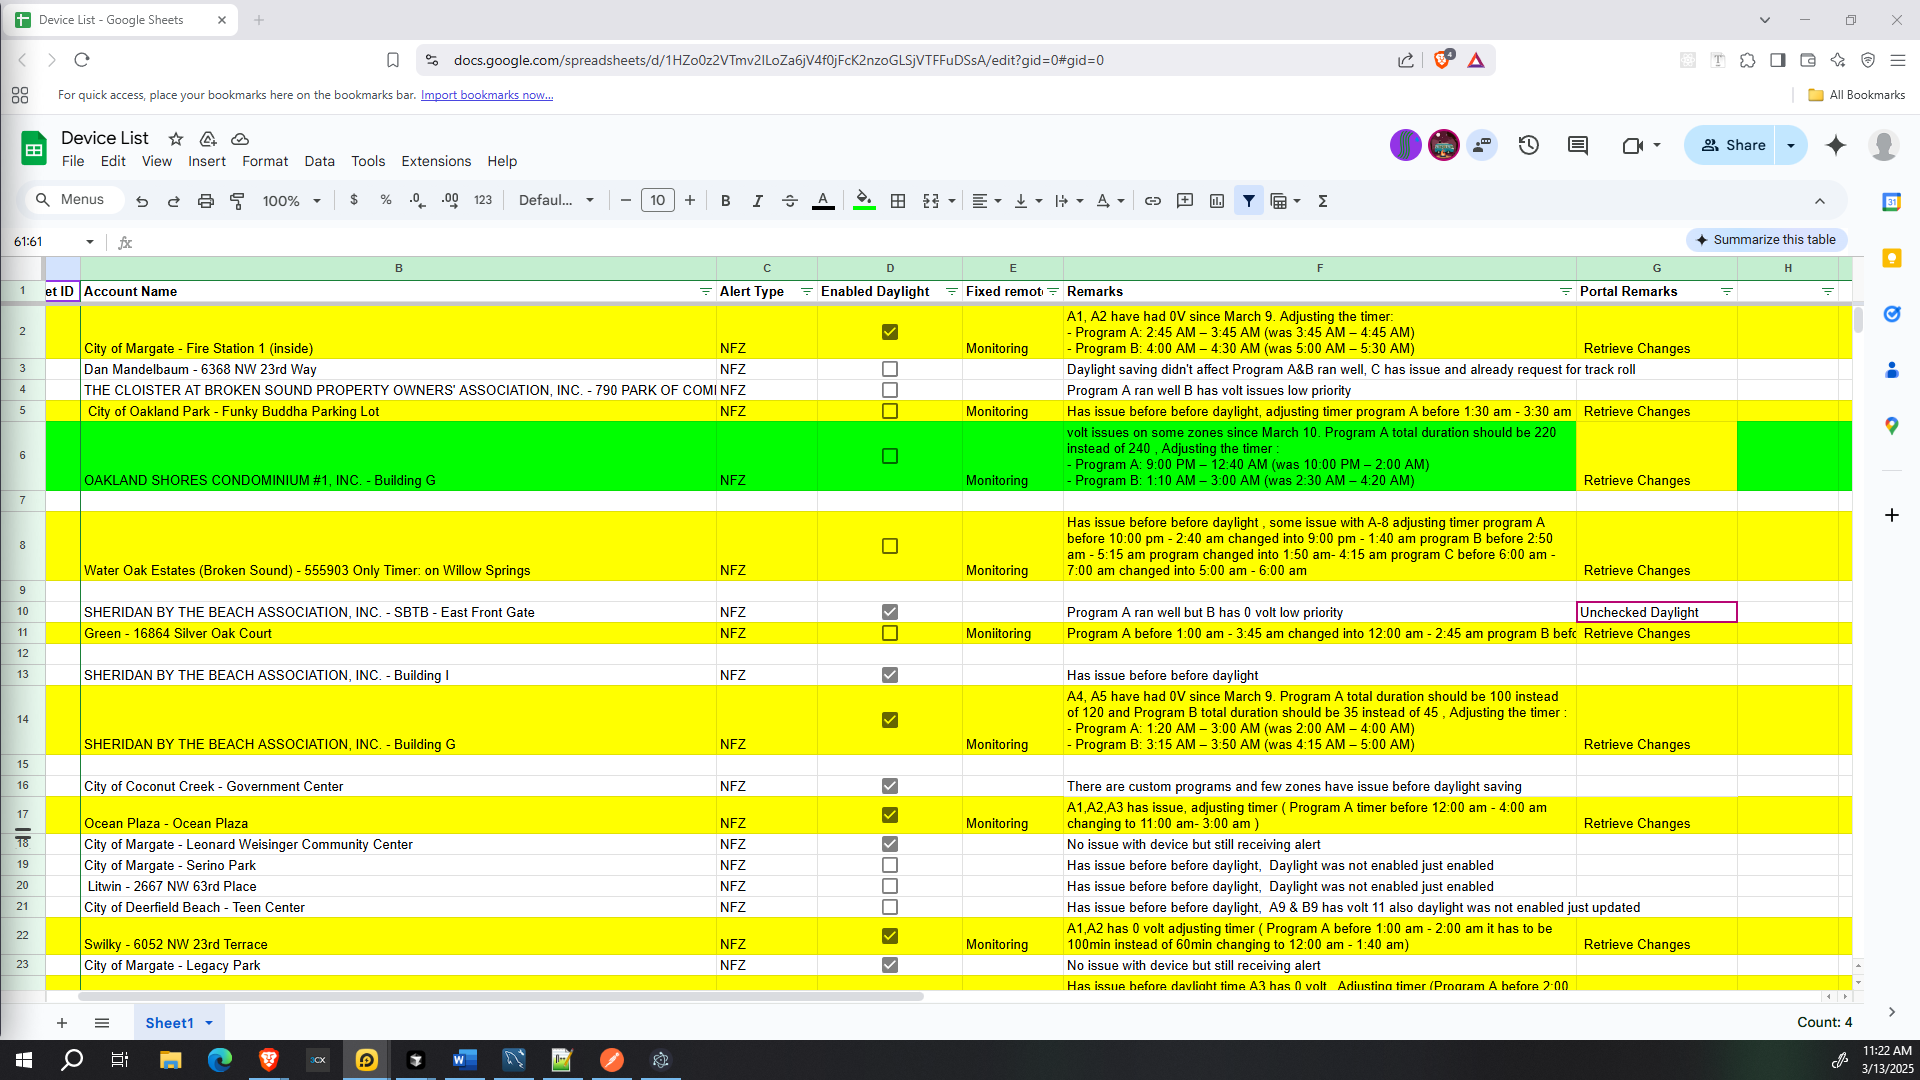 Device List - Google Sheets
docs.google.com/spreadsheets/d/1HZo0z2VTmv2ILoZa6jV4f0jFcK2nzoGLSjVTFFuDSsA/edit?gid=0#gid=0
4
For quick access, place your bookmarks here on the bookmarks bar. Import bookmarks now...
All Bookmarks
Device List
File Edit View Insert Format Data Tools Extensions Help
Share
Menus
100%
$ % .0 .00 123
Defaul...
10
B I A
31
61:61
fx
Summarize this table
B C D E F G H
1 et ID Account Name Alert Type Enabled Daylight Fixed remot Remarks Portal Remarks
A1, A2 have had 0V since March 9. Adjusting the timer:
2 - Program A: 2:45 AM – 3:45 AM (was 3:45 AM – 4:45 AM)
City of Margate - Fire Station 1 (inside) NFZ Monitoring - Program B: 4:00 AM – 4:30 AM (was 5:00 AM – 5:30 AM) Retrieve Changes
3 Dan Mandelbaum - 6368 NW 23rd Way NFZ Daylight saving didn't affect Program A&B ran well, C has issue and already request for track roll
4 THE CLOISTER AT BROKEN SOUND PROPERTY OWNERS' ASSOCIATION, INC. - 790 PARK OF COMI NFZ Program A ran well B has volt issues low priority
5 City of Oakland Park - Funky Buddha Parking Lot NFZ Monitoring Has issue before before daylight, adjusting timer program A before 1:30 am - 3:30 am Retrieve Changes
volt issues on some zones since March 10. Program A total duration should be 220
6 instead of 240 , Adjusting the timer :
- Program A: 9:00 PM – 12:40 AM (was 10:00 PM – 2:00 AM)
OAKLAND SHORES CONDOMINIUM #1, INC. - Building G NFZ Monitoring - Program B: 1:10 AM – 3:00 AM (was 2:30 AM – 4:20 AM) Retrieve Changes
7
Has issue before before daylight , some issue with A-8 adjusting timer program A
8 before 10:00 pm - 2:40 am changed into 9:00 pm - 1:40 am program B before 2:50
am - 5:15 am program changed into 1:50 am- 4:15 am program C before 6:00 am -
Water Oak Estates (Broken Sound) - 555903 Only Timer: on Willow Springs NFZ Monitoring 7:00 am changed into 5:00 am - 6:00 am Retrieve Changes
9
10 SHERIDAN BY THE BEACH ASSOCIATION, INC. - SBTB - East Front Gate NFZ Program A ran well but B has 0 volt low priority Unchecked Daylight
11 Green - 16864 Silver Oak Court NFZ Moniitoring Program A before 1:00 am - 3:45 am changed into 12:00 am - 2:45 am program B befo Retrieve Changes
12
13 SHERIDAN BY THE BEACH ASSOCIATION, INC. - Building I NFZ Has issue before before daylight
A4, A5 have had 0V since March 9. Program A total duration should be 100 instead
14 of 120 and Program B total duration should be 35 instead of 45 , Adjusting the timer :
- Program A: 1:20 AM – 3:00 AM (was 2:00 AM – 4:00 AM)
SHERIDAN BY THE BEACH ASSOCIATION, INC. - Building G NFZ Monitoring - Program B: 3:15 AM – 3:50 AM (was 4:15 AM – 5:00 AM) Retrieve Changes
15
16 City of Coconut Creek - Government Center NFZ There are custom programs and few zones have issue before daylight saving
17 A1,A2,A3 has issue, adjusting timer ( Program A timer before 12:00 am - 4:00 am
Ocean Plaza - Ocean Plaza NFZ Monitoring changing to 11:00 am- 3:00 am ) Retrieve Changes
18 City of Margate - Leonard Weisinger Community Center NFZ No issue with device but still receiving alert
19 City of Margate - Serino Park NFZ Has issue before before daylight, Daylight was not enabled just enabled
20 Litwin - 2667 NW 63rd Place NFZ Has issue before before daylight, Daylight was not enabled just enabled
21 City of Deerfield Beach - Teen Center NFZ Has issue before before daylight, A9 & B9 has volt 11 also daylight was not enabled just updated
22 A1,A2 has 0 volt adjusting timer ( Program A before 1:00 am - 2:00 am it has to be
Swilky - 6052 NW 23rd Terrace NFZ Monitoring 100min instead of 60min changing to 12:00 am - 1:40 am) Retrieve Changes
23 City of Margate - Legacy Park NFZ No issue with device but still receiving alert
Has issue before daylight time A3 has 0 volt , Adjusting timer (Program A before 2:00
Sheet1
Count: 4
11:22 AM
3/13/2025